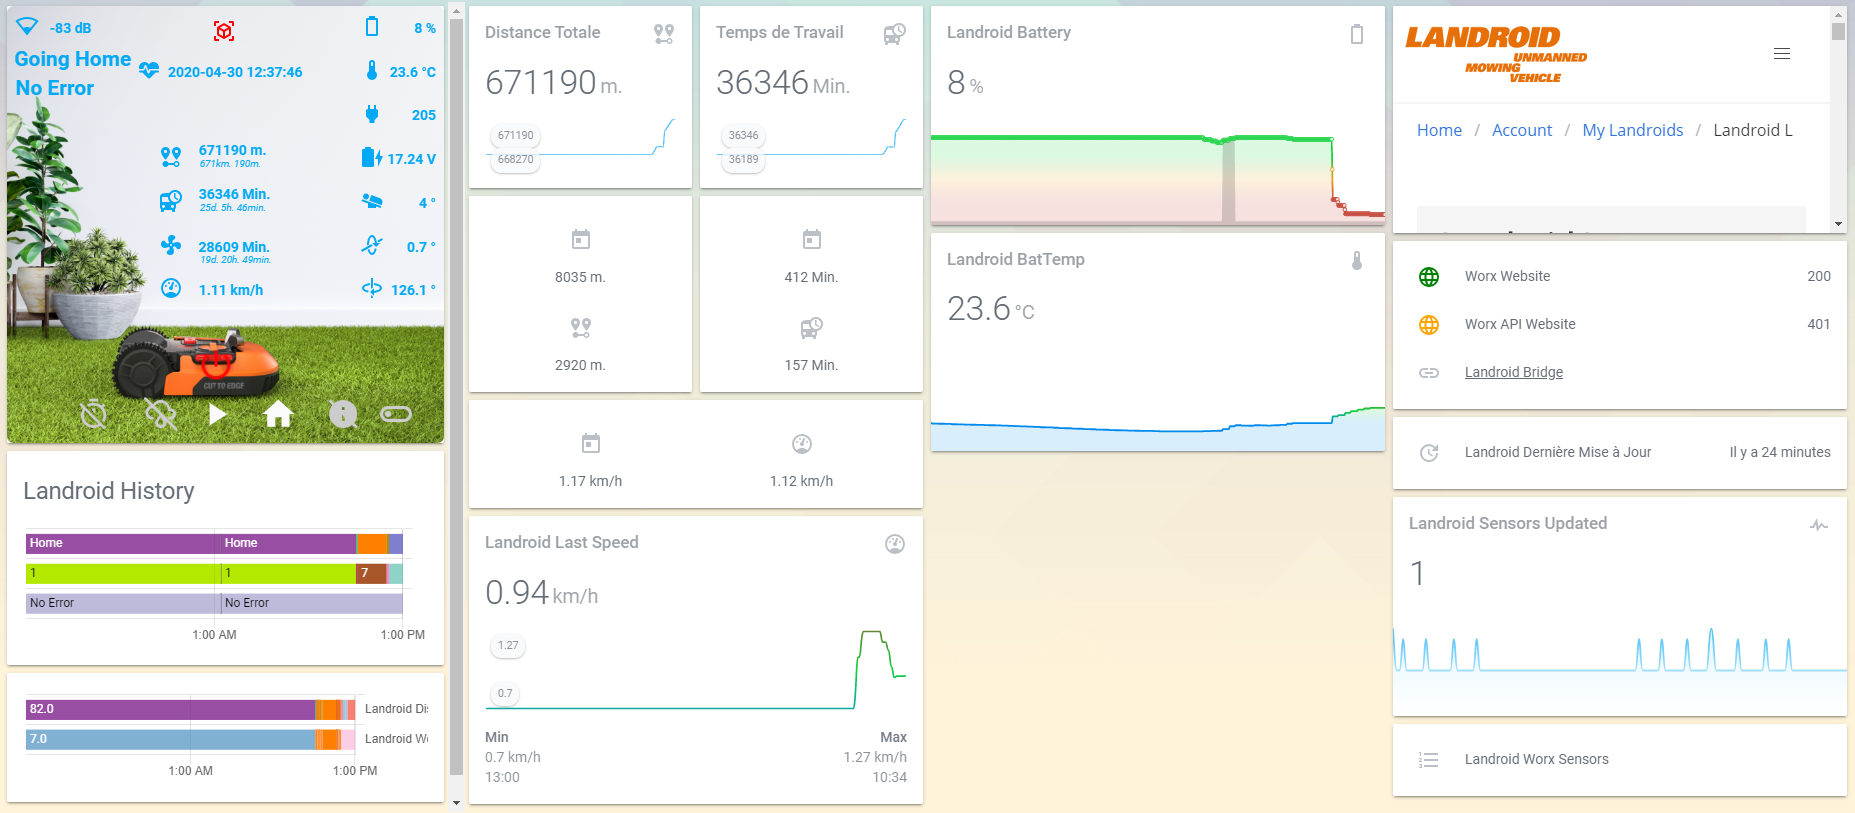 -83 dB
8 %
Going Home
No Error
2020-04-30 12:37:46
23.6 °C
205
671190 m.
671km. 190m.
17.24 V
36346 Min.
25d. 5h. 46min.
4 °
28609 Min.
19d. 20h. 49min.
0.7 °
1.11 km/h
126.1 °
CUT TO EDGE
Landroid History
Home
Home
1
1
7
No Error
No Error
1:00 AM
1:00 PM
82.0
Landroid Di
7.0
Landroid W
1:00 AM
1:00 PM
Distance Totale
671190 m.
671190
668270
Temps de Travail
36346 Min.
36346
36189
8035 m.
2920 m.
412 Min.
157 Min.
1.17 km/h
1.12 km/h
Landroid Last Speed
0.94 km/h
1.27
0.7
Min
Max
0.7 km/h
1.27 km/h
13:00
10:34
Landroid Battery
8 %
Landroid BatTemp
23.6 °C
LANDROID
UNMANNED
MOWING
VEHICLE
Home / Account / My Landroids / Landroid L
Worx Website
200
Worx API Website
401
Landroid Bridge
Landroid Dernière Mise à Jour
Il y a 24 minutes
Landroid Sensors Updated
1
Landroid Worx Sensors